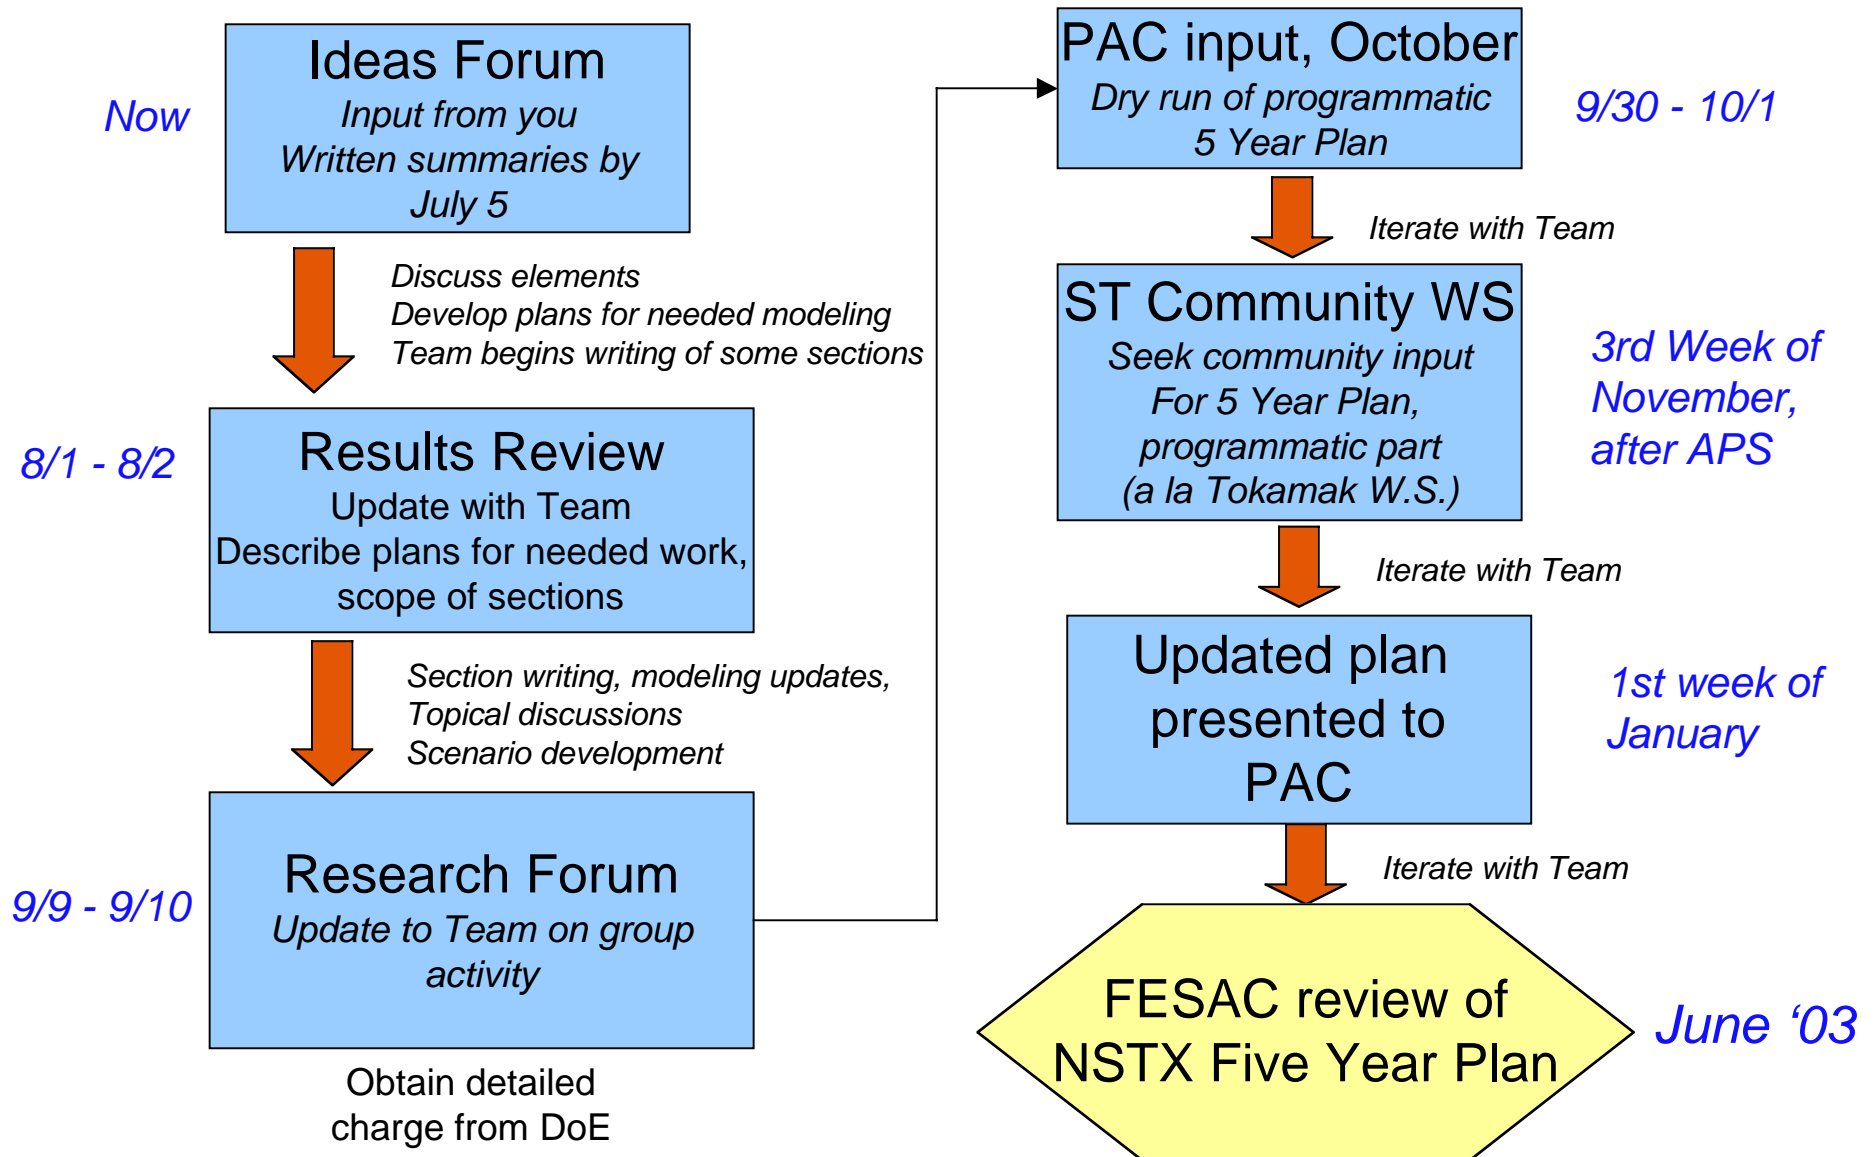 Ideas Forum
Input from you
Written summaries by
July 5
Now
Discuss elements
Develop plans for needed modeling
Team begins writing of some sections
8/1 - 8/2
Results Review
Update with Team
Describe plans for needed work,
scope of sections
Section writing, modeling updates,
Topical discussions
Scenario development
9/9 - 9/10
Research Forum
Update to Team on group
activity
Obtain detailed
charge from DoE
PAC input, October
Dry run of programmatic
5 Year Plan
9/30 - 10/1
Iterate with Team
ST Community WS
Seek community input
For 5 Year Plan,
programmatic part
(a la Tokamak W.S.)
3rd Week of
November,
after APS
Iterate with Team
Updated plan
presented to
PAC
1st week of
January
Iterate with Team
FESAC review of
NSTX Five Year Plan
June ‘03